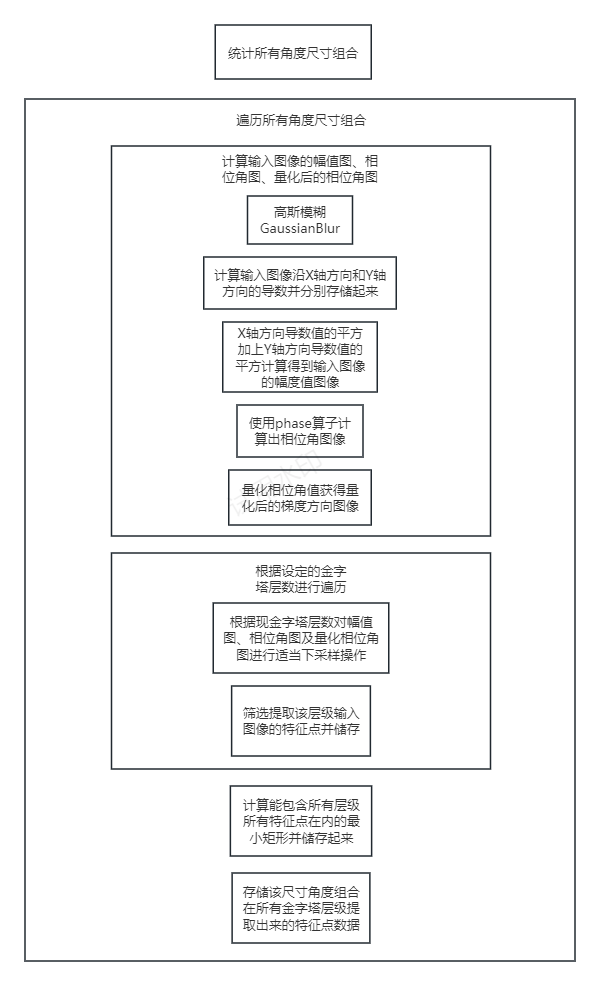 统计所有角度尺寸组合
遍历所有角度尺寸组合
计算输入图像的幅值图、相
位角图、量化后的相位角图
高斯模糊
GaussianBlur
计算输入图像沿X轴方向和Y轴
方向的导数并分别存储起来
X轴方向导数值的平方
加上Y轴方向导数值的
平方计算得到输入图像
的幅度值图像
使用phase算子计
算出相位角图像
量化相位角值获得量
化后的梯度方向图像
根据设定的金字
塔层数进行遍历
根据现金字塔层数对幅值
图、相位角图及量化相位角
图进行适当下采样操作
筛选提取该层级输入
图像的特征点并储存
计算能包含所有层级
所有特征点在内的最
小矩形并储存起来
存储该尺寸角度组合
在所有金字塔层级提
取出来的特征点数据